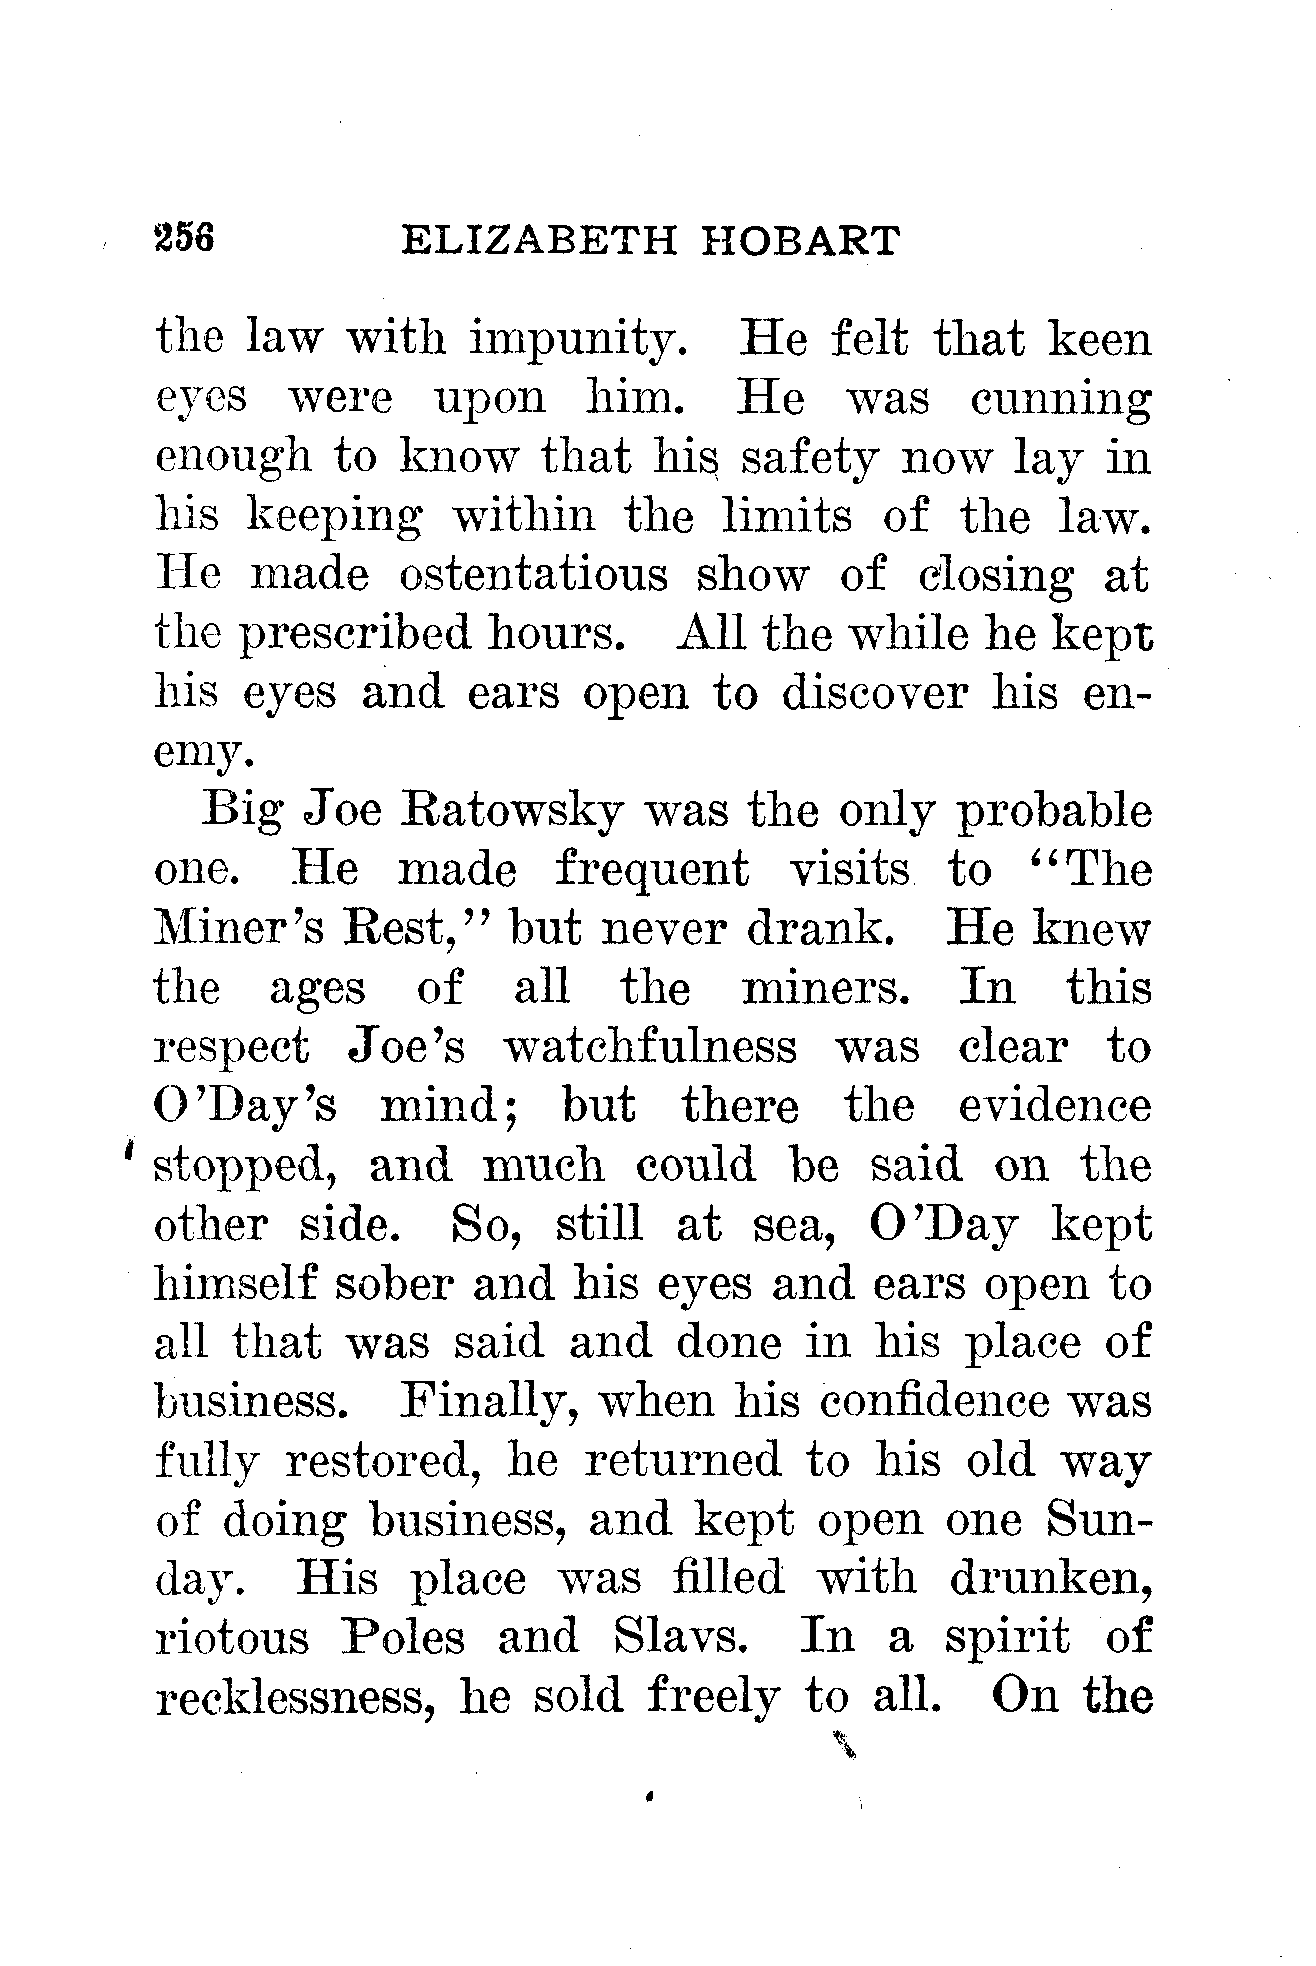 256 ELIZABETH HOBART
the law with impunity. He felt that keen
eyes were upon him. He was cunning
enough to know that his safety now lay in
his keeping within the limits of the law.
He made ostentatious show of closing at
the prescribed hours. All the while he kept
his eyes and ears open to discover his en-
emy.
Big Joe Ratowsky was the only probable
one. He made frequent visits to "The
Miner's Rest," but never drank. He knew
the ages of all the miners. In this
respect Joe's watchfulness was clear to
O'Day's mind; but there the evidence
stopped, and much could be said on the
other side. So, still at sea, O'Day kept
himself sober and his eyes and ears open to
all that was said and done in his place of
business. Finally, when his confidence was
fully restored, he returned to his old way
of doing business, and kept open one Sun-
day. His place was filled with drunken,
riotous Poles and Slavs. In a spirit of
recklessness, he sold freely to all. On the